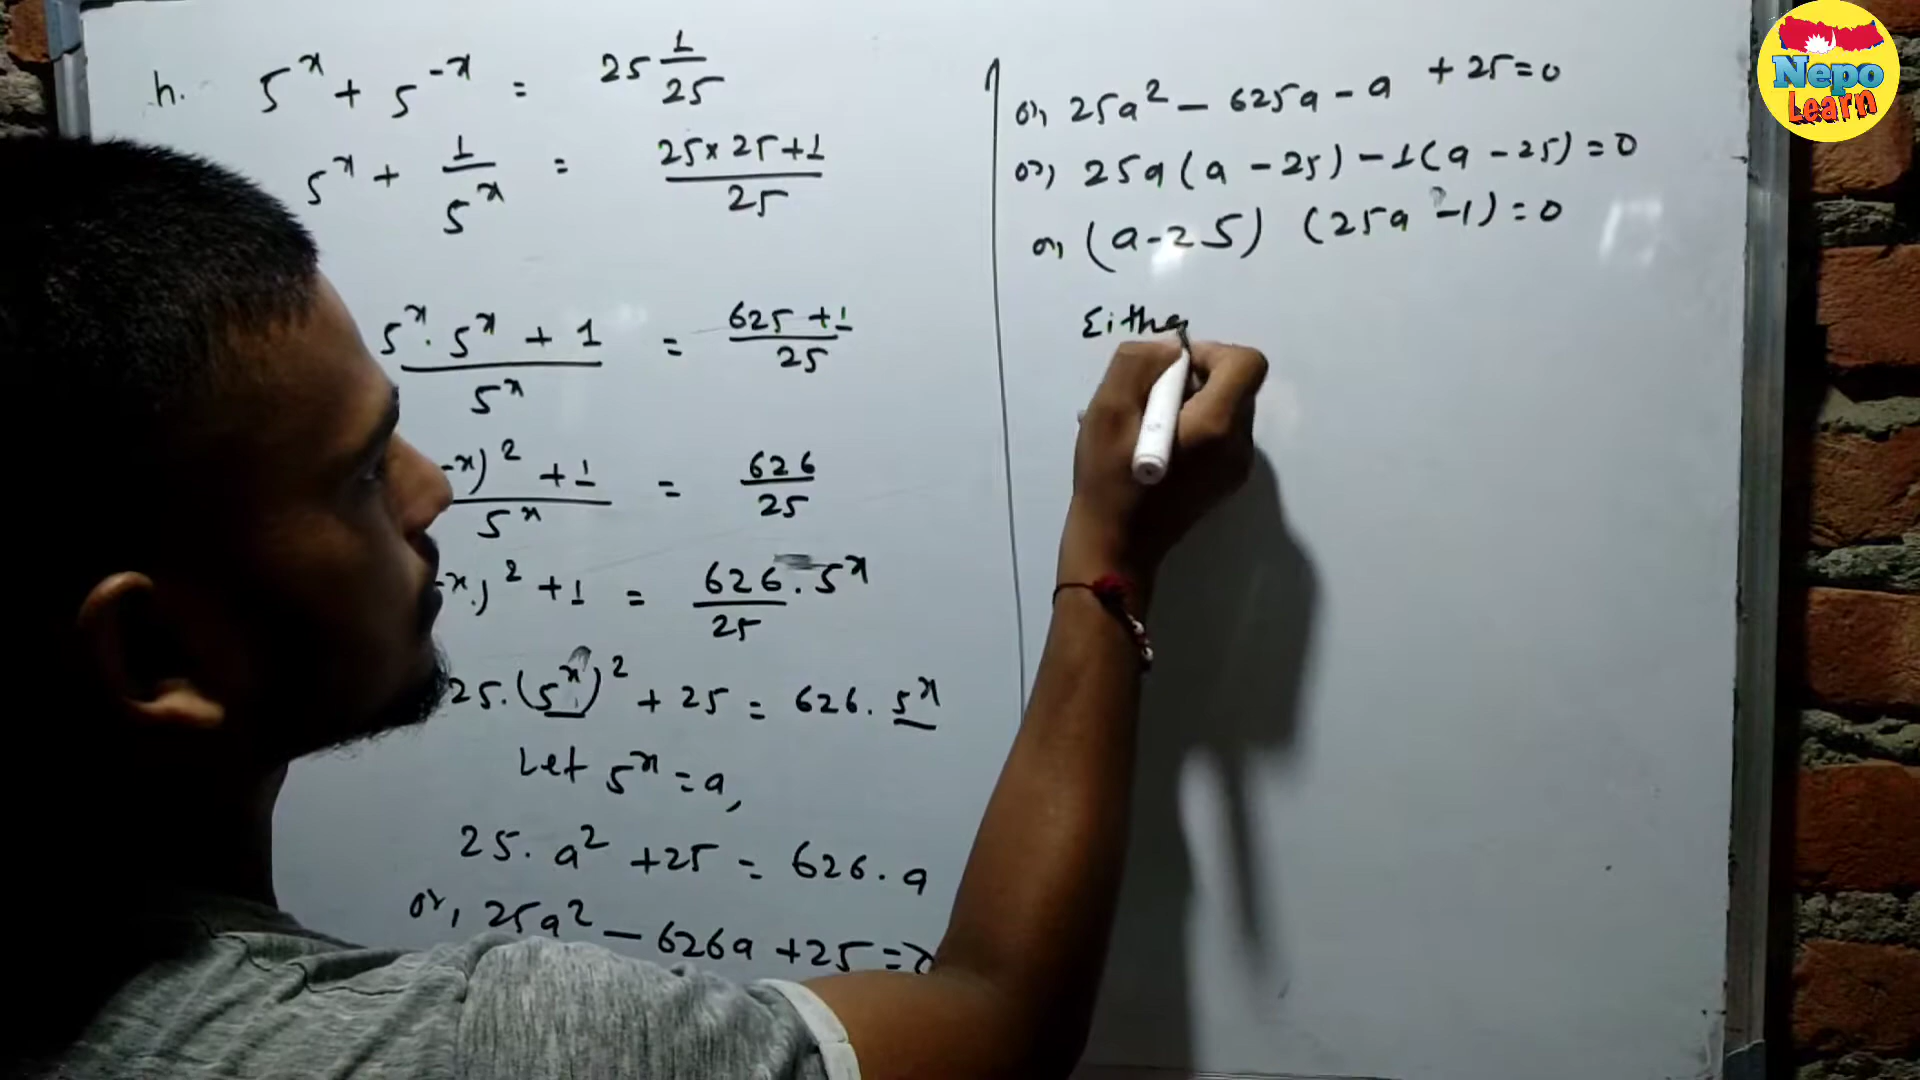 h. 5^x + 5^-x = 25 1/25
5^x + 1/5^x = 25×25+1/25
5^x. 5^x + 1/5^x = 625+1/25
-x)^2 +1/5^x = 626/25
x.)^2 +1 = 626/25 . 5^x
25.(5^x)^2 + 25 = 626. 5^x
Let 5^x = a,
25. a^2 +25 = 626. a
or, 25a^2 – 626a +25 =
or, 25a^2 – 625a – a + 25 = 0
or, 25a (a – 25) – 1 (a – 25) = 0
or, (a-25) (25a -1) = 0
Eithe
Nepo
Learn